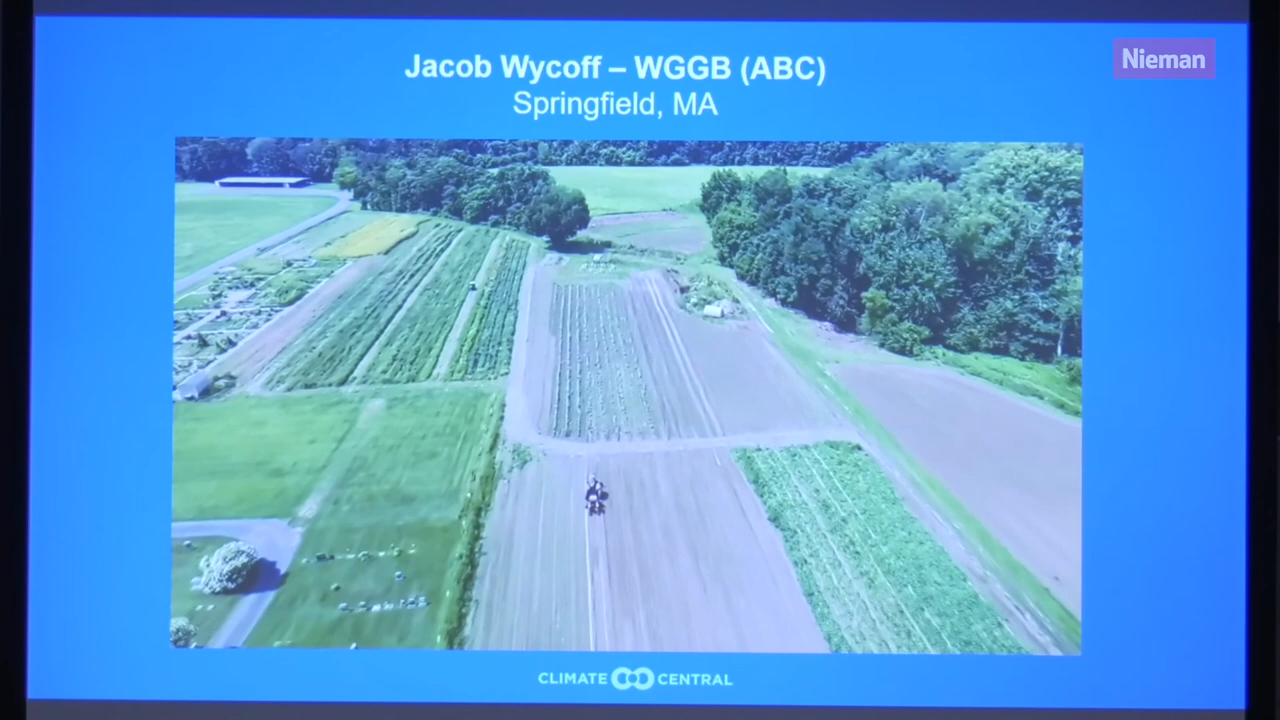 Jacob Wycoff – WGGB (ABC)
Nieman
Springfield, MA
CLIMATE CENTRAL